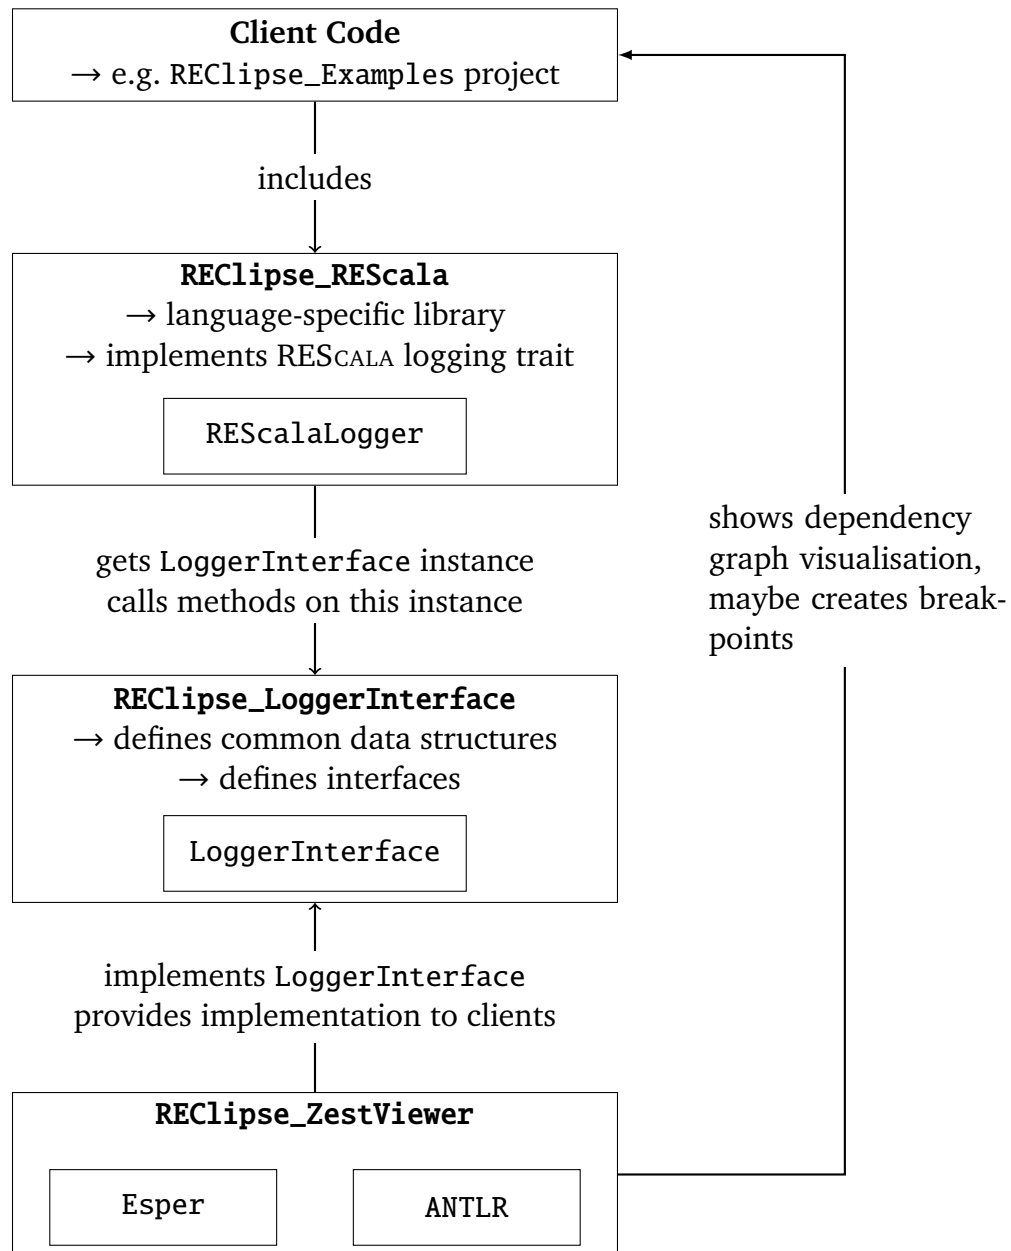 Client Code
→ e.g. REClipse_Examples project
includes
REClipse_REScala
→ language-specific library
→ implements REScala logging trait
REScalaLogger
gets LoggerInterface instance
calls methods on this instance
shows dependency
graph visualisation,
maybe creates break-
points
REClipse_LoggerInterface
→ defines common data structures
→ defines interfaces
LoggerInterface
implements LoggerInterface
provides implementation to clients
REClipse_ZestViewer
Esper
ANTLR